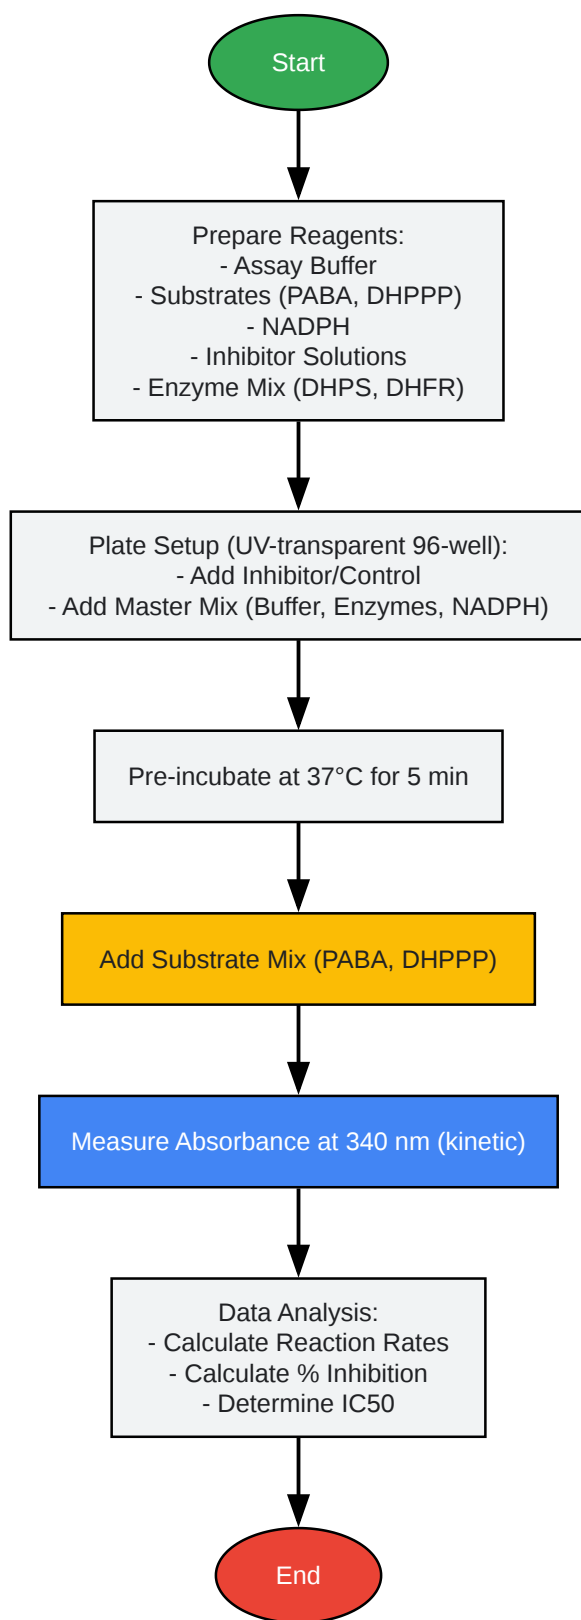 Start
Prepare Reagents:
- Assay Buffer
- Substrates (PABA, DHPPP)
- NADPH
- Inhibitor Solutions
- Enzyme Mix (DHPS, DHFR)
Plate Setup (UV-transparent 96-well):
- Add Inhibitor/Control
- Add Master Mix (Buffer, Enzymes, NADPH)
Pre-incubate at 37°C for 5 min
Add Substrate Mix (PABA, DHPPP)
Measure Absorbance at 340 nm (kinetic)
Data Analysis:
- Calculate Reaction Rates
- Calculate % Inhibition
- Determine IC50
End